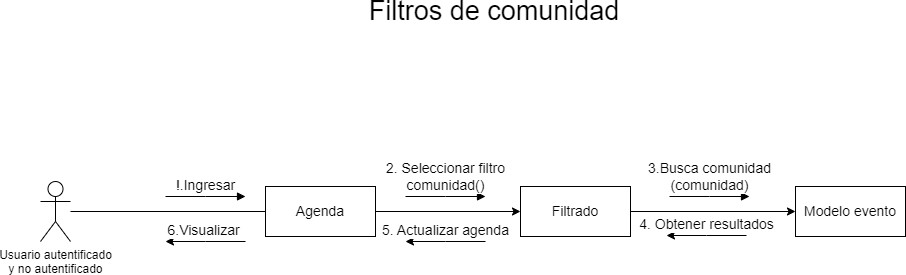 Filtros de comunidad
!.Ingresar
2. Seleccionar filtro
comunidad()
3.Busca comunidad
(comunidad)
Agenda
Filtrado
Modelo evento
6.Visualizar
5. Actualizar agenda
4. Obtener resultados
Usuario autentificado
y no autentificado